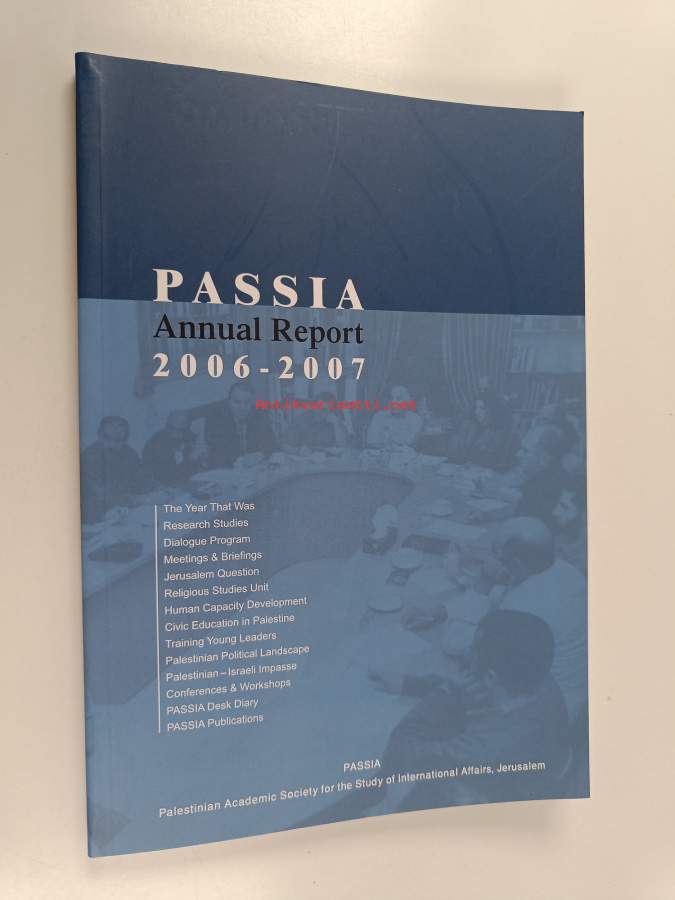 PASSIA
Annual Report
2006-2007
Antikvariaatti.net
The Year That Was
Research Studies
Dialogue Program
Meetings & Briefings
Jerusalem Question
Religious Studies Unit
Human Capacity Development
Civic Education in Palestine
Training Young Leaders
Palestinian Political Landscape
Palestinian – Israeli Impasse
Conferences & Workshops
PASSIA Desk Diary
PASSIA Publications
PASSIA
Palestinian Academic Society for the Study of International Affairs, Jerusalem